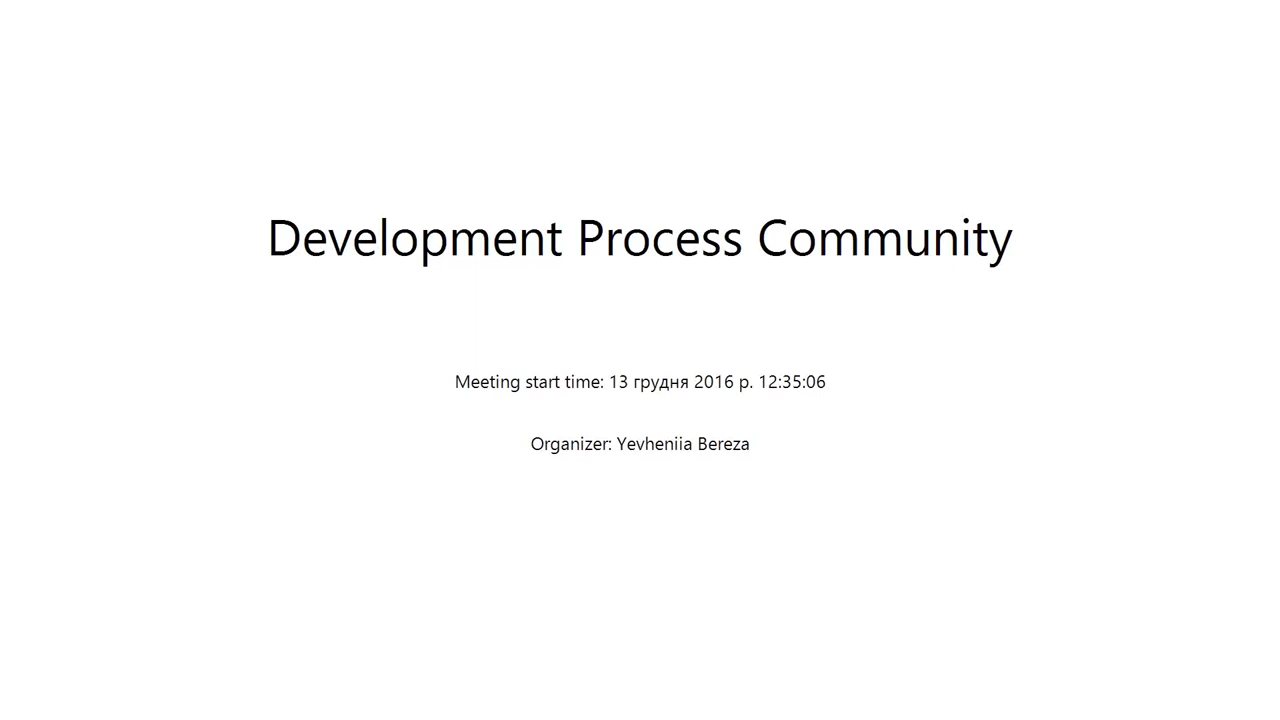 Development Process Community
Meeting start time: 13 грудня 2016 р. 12:35:06
Organizer: Yevheniia Bereza